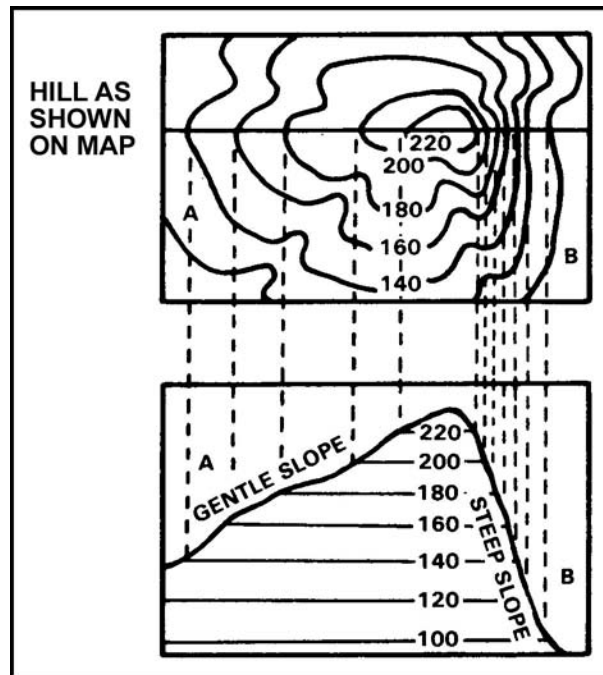 HILL AS
SHOWN
ON MAP
220
200
180
160
140
A
B
A
GENTLE SLOPE
220
200
180
160
140
120
100
STEEP SLOPE
B